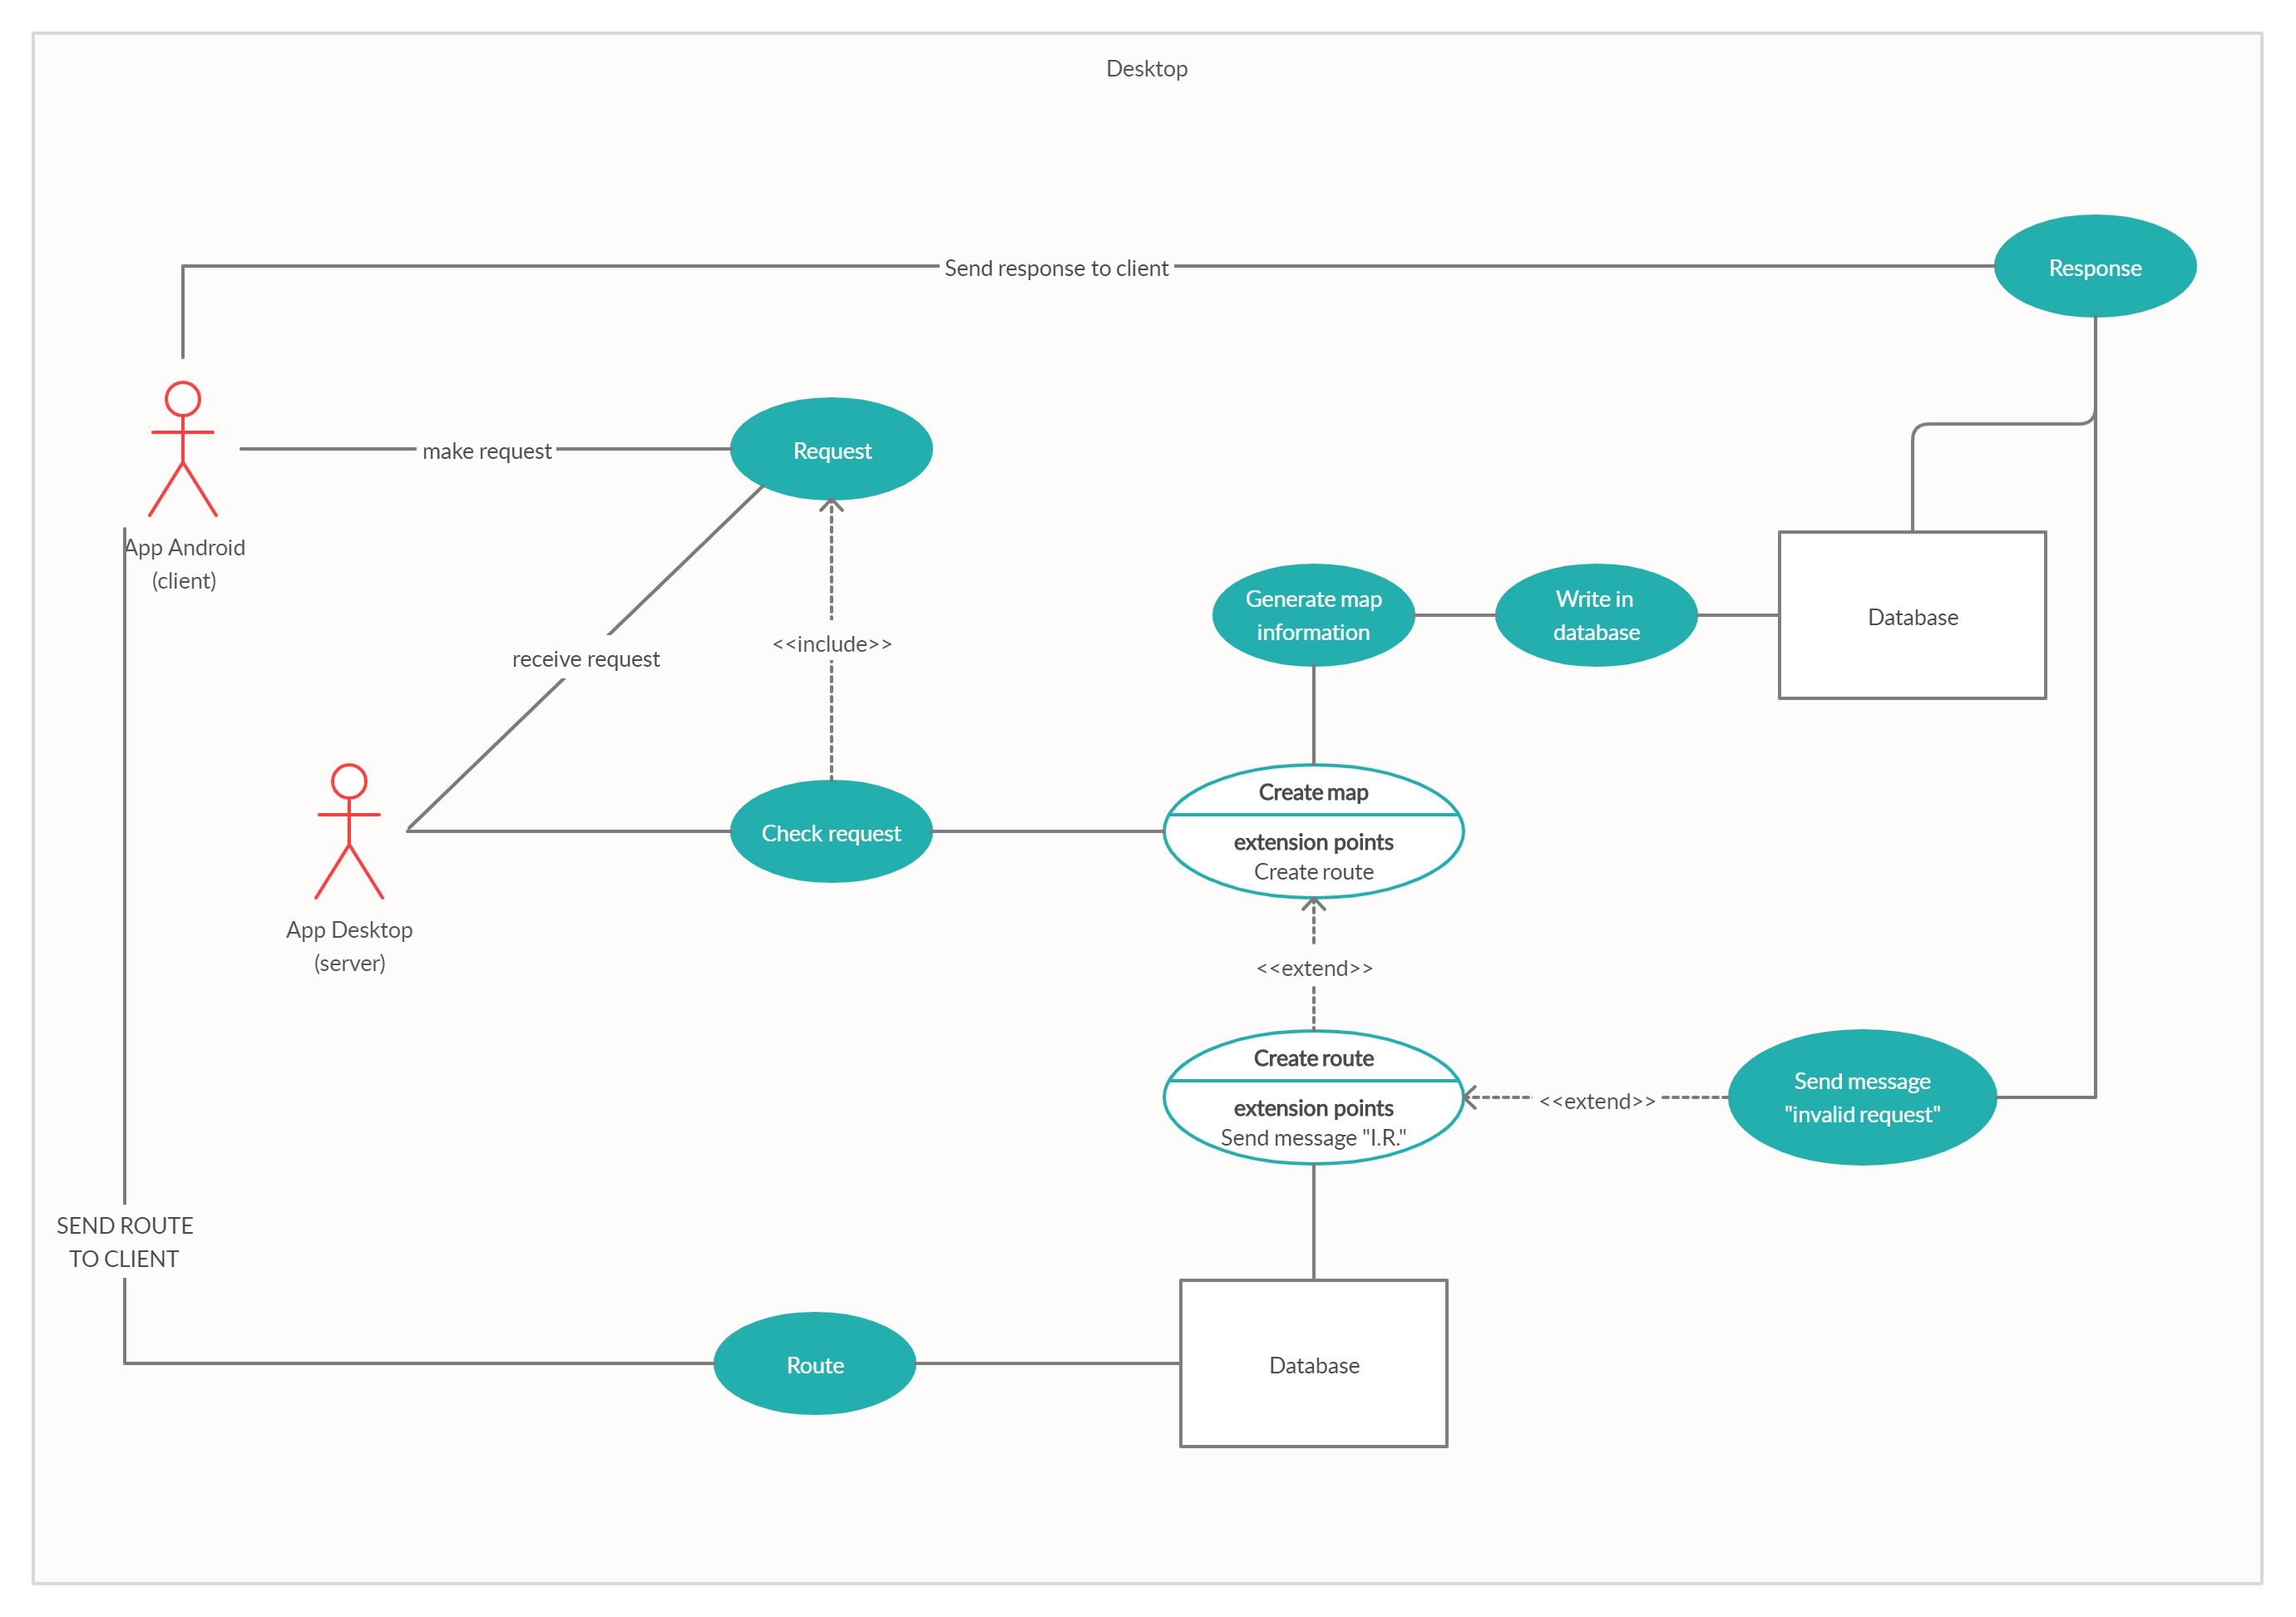 Desktop
Send response to client
Response
make request
Request
App Android
(client)
receive request
<<include>>
Generate map
information
Write in
database
Database
App Desktop
(server)
Check request
Create map
extension points
Create route
<<extend>>
Create route
extension points
Send message "I.R."
<<extend>>
Send message
"invalid request"
SEND ROUTE
TO CLIENT
Route
Database